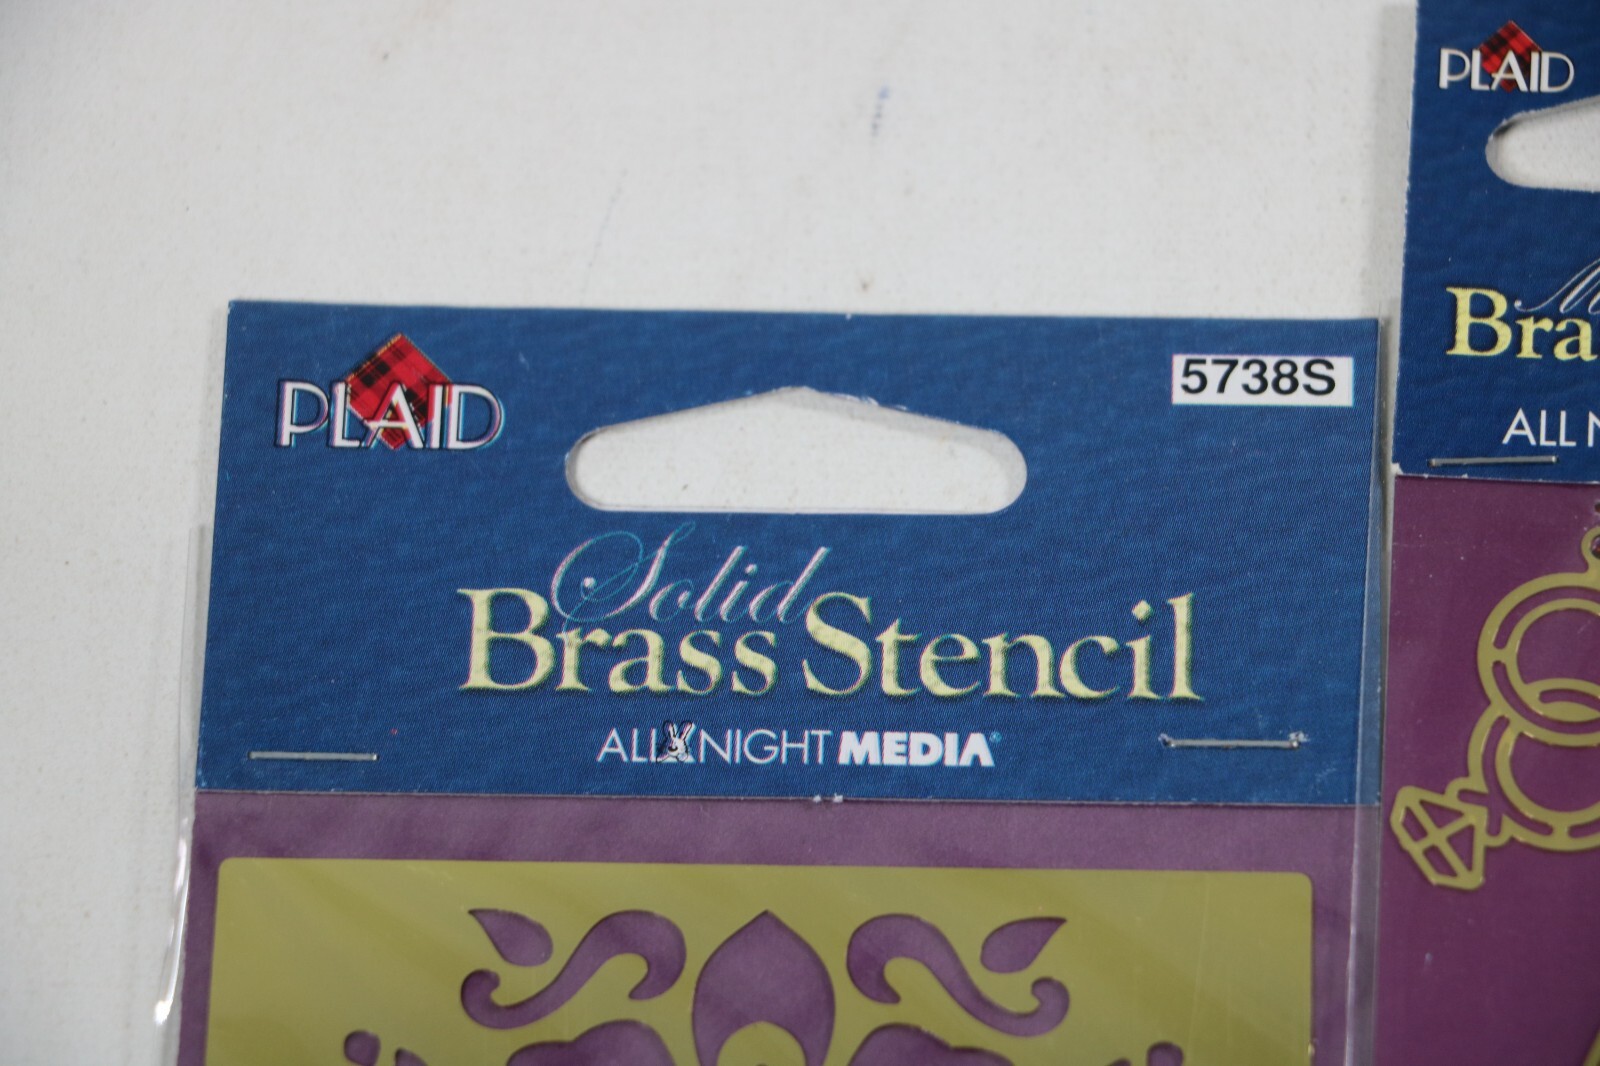 PLAID
5738S
Solid
Brass Stencil
ALL NIGHT MEDIA
PLAID
Bra
ALL N